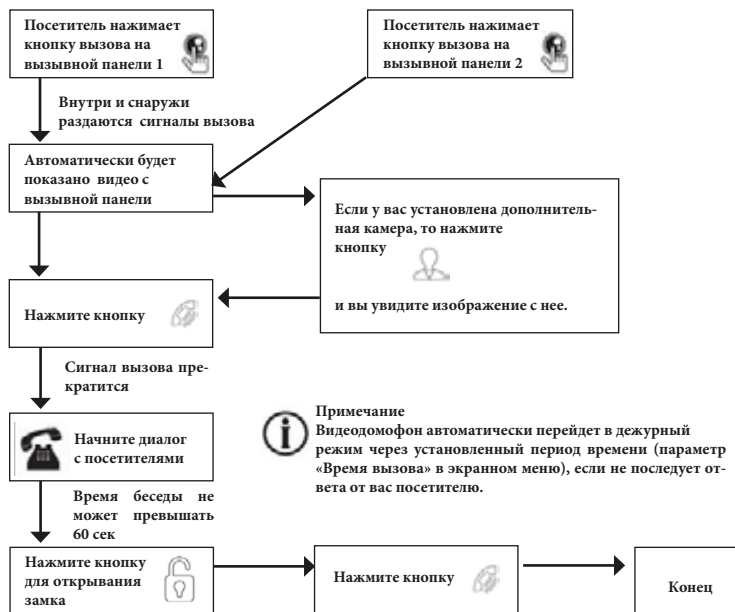 Посетитель нажимает
кнопку вызова на
вызывной панели 1
Посетитель нажимает
кнопку вызова на
вызывной панели 2
Внутри и снаружи
раздаются сигналы вызова
Автоматически будет
показано видео с
вызывной панели
Если у вас установлена дополнитель-
ная камера, то нажмите
кнопку
и вы увидите изображение с нее.
Нажмите кнопку
Сигнал вызова пре-
кратится
Начните диалог
с посетителями
Примечание
Видеодомофон автоматически перейдет в дежурный
режим через установленный период времени (параметр
«Время вызова» в экранном меню), если не последует от-
вета от вас посетителю.
Время беседы не
может превышать
60 сек
Нажмите кнопку
для открывания
замка
Нажмите кнопку
Конец